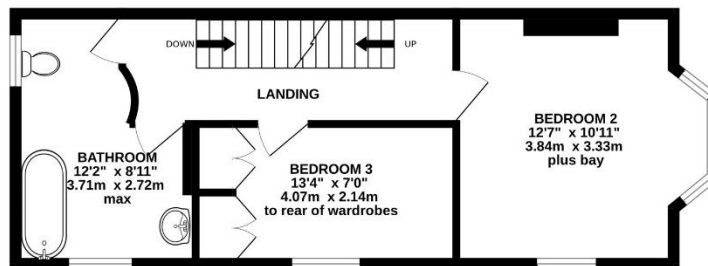 DOWN
UP
LANDING
BATHROOM
12'2" x 8'11"
3.71m x 2.72m
max
BEDROOM 3
13'4" x 7'0"
4.07m x 2.14m
to rear of wardrobes
BEDROOM 2
12'7" x 10'11"
3.84m x 3.33m
plus bay